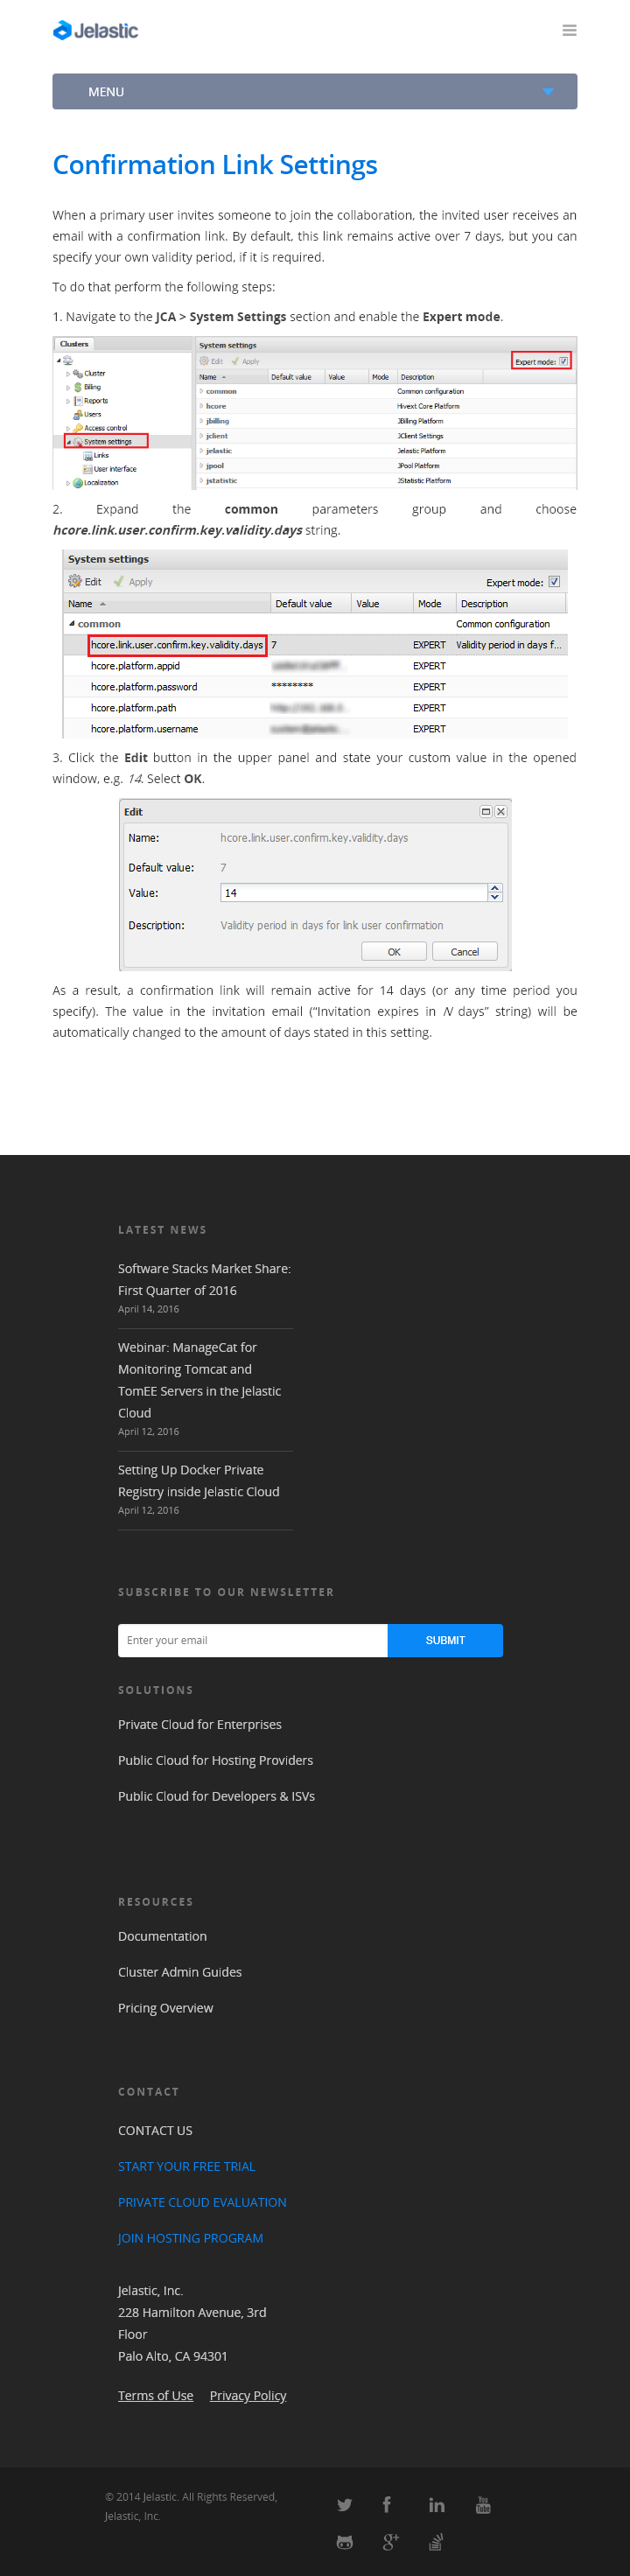 Jelastic
MENU
Confirmation Link Settings
When a primary user invites someone to join the collaboration, the invited user receives an
email with a confirmation link. By default, this link remains active over 7 days, but you can
specify your own validity period, if it is required.
To do that perform the following steps:
1. Navigate to the JCA > System Settings section and enable the Expert mode.
Clusters
Cluster
Billing
Reports
Users
Access control
System settings
Links
User interface
Localization
System settings
Edit Apply Expert mode:
Name Default value Value Mode Description
common Common configuration
hcore Hivext Core Platform
jbilling JBilling Platform
jclient JClient Settings
jelastic Jelastic Platform
jpool JPool Platform
jstatistic JStatistic Platform
2. Expand the common parameters group and choose
hcore.link.user.confirm.key.validity.days string.
System settings
Edit Apply Expert mode:
Name Default value Value Mode Description
common Common configuration
hcore.link.user.confirm.key.validity.days 7 EXPERT Validity period in days f...
hcore.platform.appid EXPERT
hcore.platform.password ******** EXPERT
hcore.platform.path EXPERT
hcore.platform.username EXPERT
3. Click the Edit button in the upper panel and state your custom value in the opened
window, e.g. 14. Select OK.
Edit
Name: hcore.link.user.confirm.key.validity.days
Default value: 7
Value: 14
Description: Validity period in days for link user confirmation
OK Cancel
As a result, a confirmation link will remain active for 14 days (or any time period you
specify). The value in the invitation email (“Invitation expires in N days” string) will be
automatically changed to the amount of days stated in this setting.
LATEST NEWS
Software Stacks Market Share:
First Quarter of 2016
April 14, 2016
Webinar: ManageCat for
Monitoring Tomcat and
TomEE Servers in the Jelastic
Cloud
April 12, 2016
Setting Up Docker Private
Registry inside Jelastic Cloud
April 12, 2016
SUBSCRIBE TO OUR NEWSLETTER
Enter your email SUBMIT
SOLUTIONS
Private Cloud for Enterprises
Public Cloud for Hosting Providers
Public Cloud for Developers & ISVs
RESOURCES
Documentation
Cluster Admin Guides
Pricing Overview
CONTACT
CONTACT US
START YOUR FREE TRIAL
PRIVATE CLOUD EVALUATION
JOIN HOSTING PROGRAM
Jelastic, Inc.
228 Hamilton Avenue, 3rd
Floor
Palo Alto, CA 94301
Terms of Use Privacy Policy
© 2014 Jelastic. All Rights Reserved,
Jelastic, Inc.